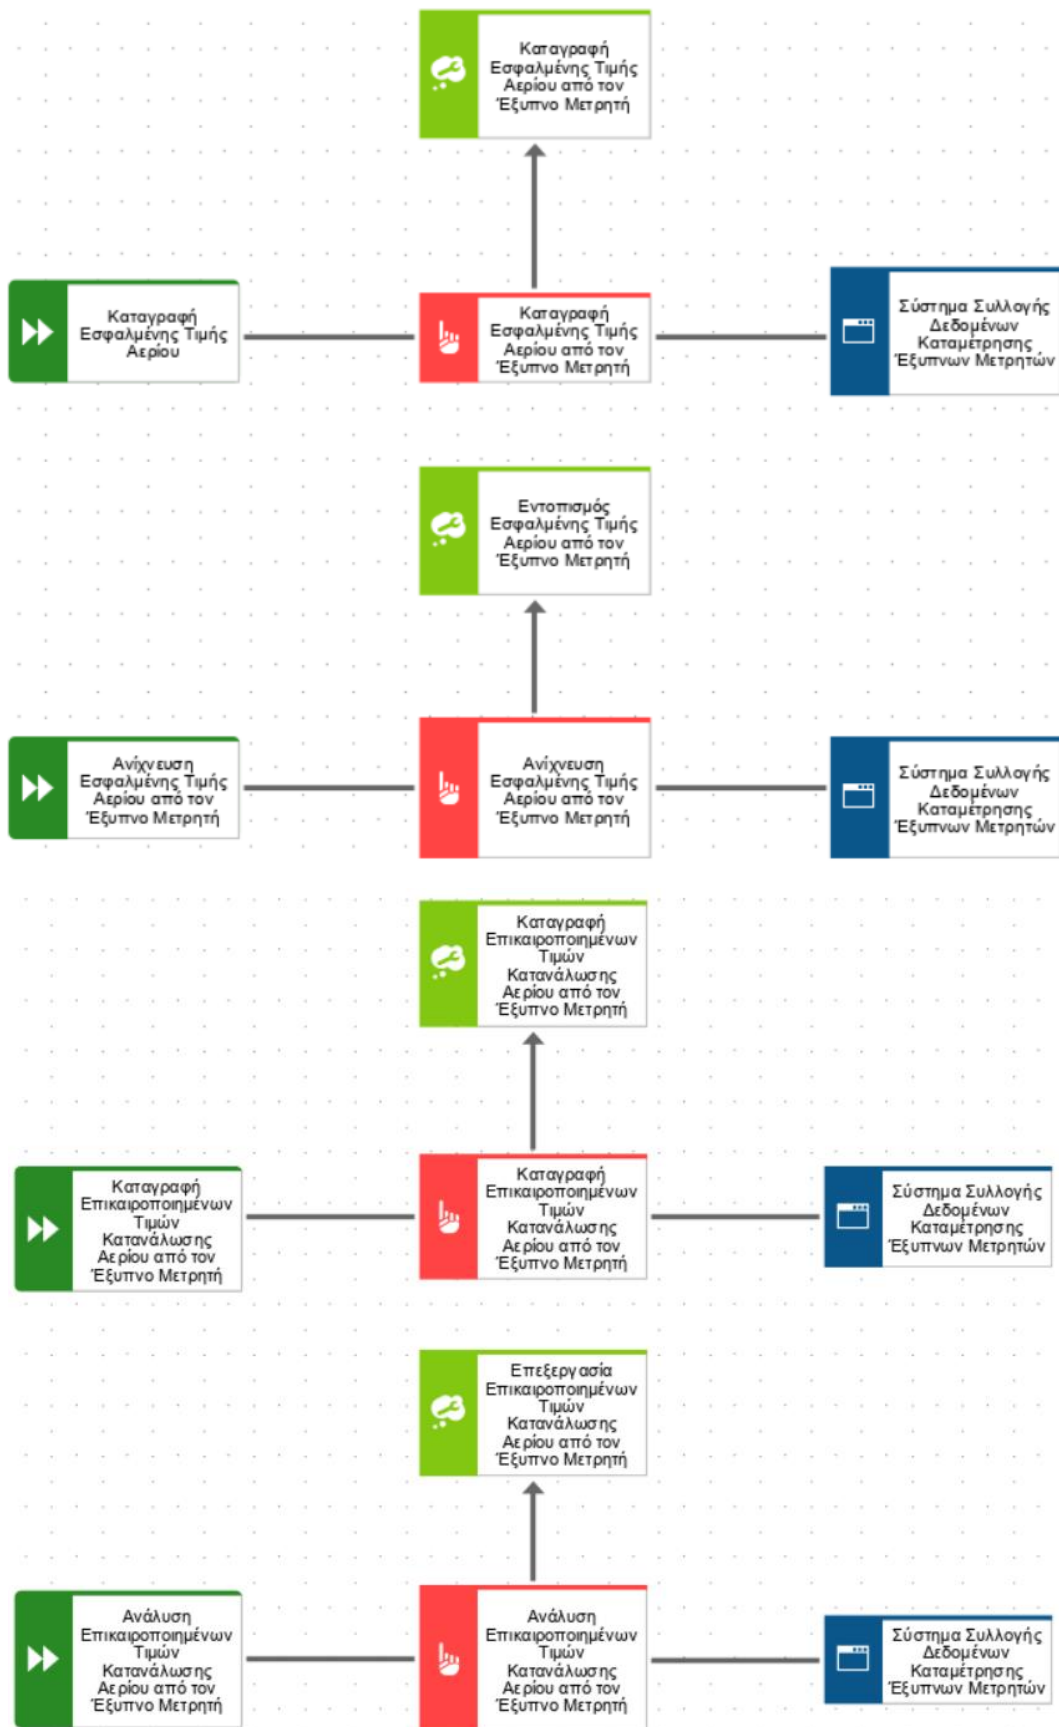 Καταγραφή
Εσφαλμένης Τιμής
Αερίου από τον
Έξυπνο Μετρητή
Καταγραφή
Εσφαλμένης Τιμής
Αερίου
Καταγραφή
Εσφαλμένης Τιμής
Αερίου από τον
Έξυπνο Μετρητή
Σύστημα Συλλογής
Δεδομένων
Καταμέτρησης
Έξυπνων Μετρητών
Εντοπισμός
Εσφαλμένης Τιμής
Αερίου από τον
Έξυπνο Μετρητή
Ανίχνευση
Εσφαλμένης Τιμής
Αερίου από τον
Έξυπνο Μετρητή
Ανίχνευση
Εσφαλμένης Τιμής
Αερίου από τον
Έξυπνο Μετρητή
Σύστημα Συλλογής
Δεδομένων
Καταμέτρησης
Έξυπνων Μετρητών
Καταγραφή
Επικαιροποιημένων
Τιμών
Κατανάλωσης
Αερίου από τον
Έξυπνο Μετρητή
Καταγραφή
Επικαιροποιημένων
Τιμών
Κατανάλωσης
Αερίου από τον
Έξυπνο Μετρητή
Καταγραφή
Επικαιροποιημένων
Τιμών
Κατανάλωσης
Αερίου από τον
Έξυπνο Μετρητή
Σύστημα Συλλογής
Δεδομένων
Καταμέτρησης
Έξυπνων Μετρητών
Επεξεργασία
Επικαιροποιημένων
Τιμών
Κατανάλωσης
Αερίου από τον
Έξυπνο Μετρητή
Ανάλυση
Επικαιροποιημένων
Τιμών
Κατανάλωσης
Αερίου από τον
Έξυπνο Μετρητή
Ανάλυση
Επικαιροποιημένων
Τιμών
Κατανάλωσης
Αερίου από τον
Έξυπνο Μετρητή
Σύστημα Συλλογής
Δεδομένων
Καταμέτρησης
Έξυπνων Μετρητών